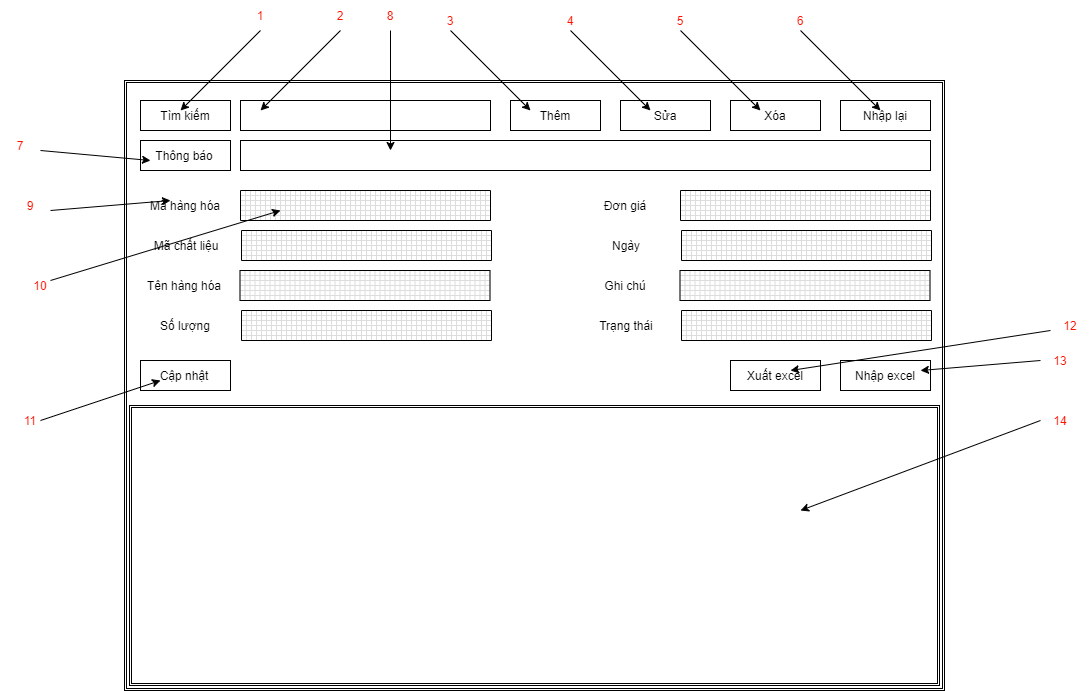 1 2 8 3 4 5 6
Tìm kiếm Thêm Sửa Xóa Nhập lại
7 Thông báo
9 Mã hàng hóa Đơn giá
Mã chất liệu Ngày
10 Tên hàng hóa Ghi chú
Số lượng Trạng thái 12
Cập nhật Xuất excel Nhập excel 13
11 14